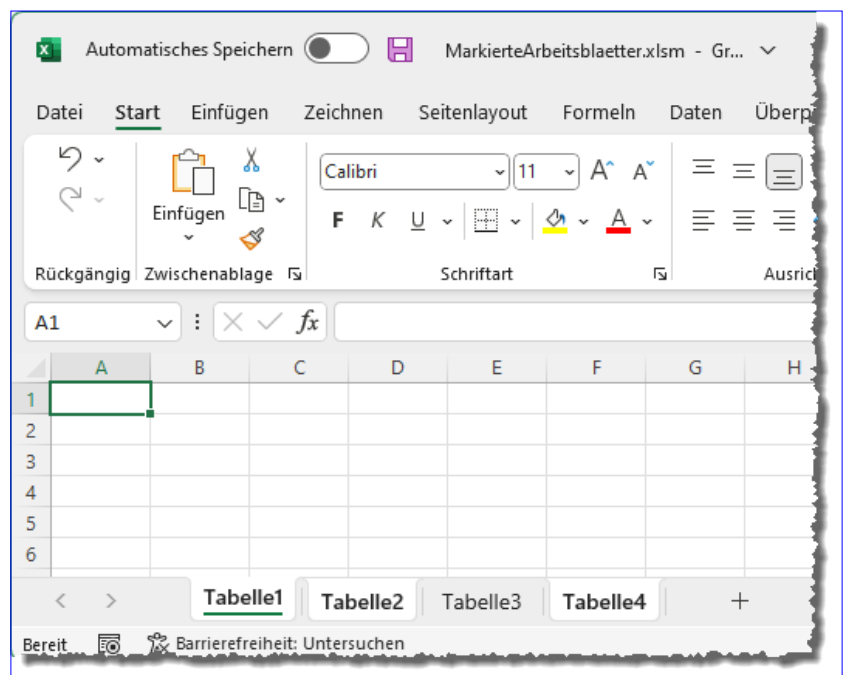 Automatisches Speichern MarkierteArbeitsblaetter.xlsm - Gr...
Datei Start Einfügen Zeichnen Seitenlayout Formeln Daten Überp
Calibri 11 A A
Einfügen
F K U A
Rückgängig Zwischenablage Schriftart Ausric
A1 fx
A B C D E F G H
1
2
3
4
5
6
Tabelle1 Tabelle2 Tabelle3 Tabelle4
Bereit Barrierefreiheit: Untersuchen